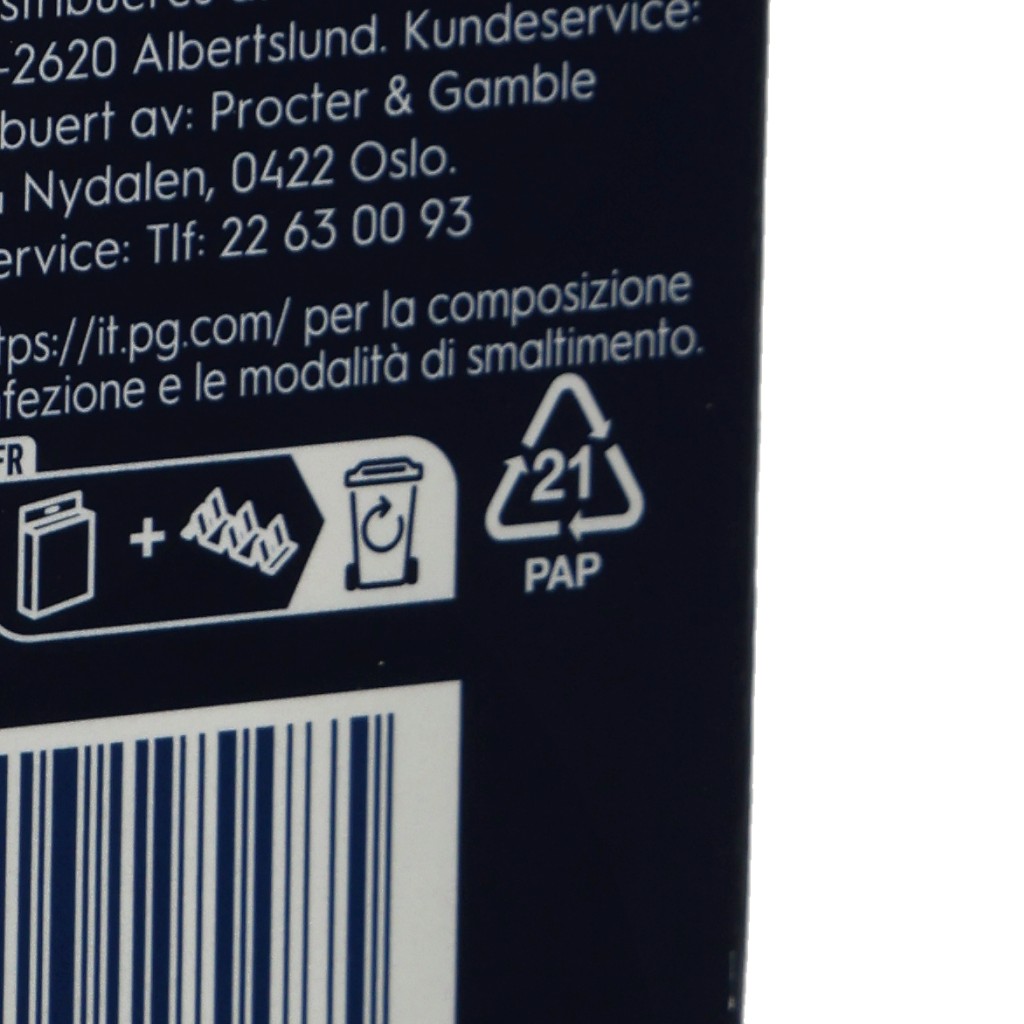 -2620 Albertslund. Kundeservice:
buert av: Procter & Gamble
Nydalen, 0422 Oslo.
ervice: Tlf: 22 63 00 93
tps://it.pg.com/ per la composizione
fezione e le modalità di smaltimento.
FR
21
PAP